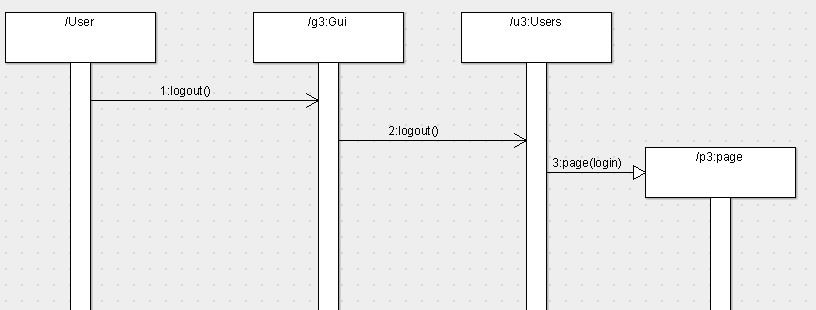 /User
/g3:Gui
/u3:Users
1:logout()
2:logout()
3:page(login)
/p3:page